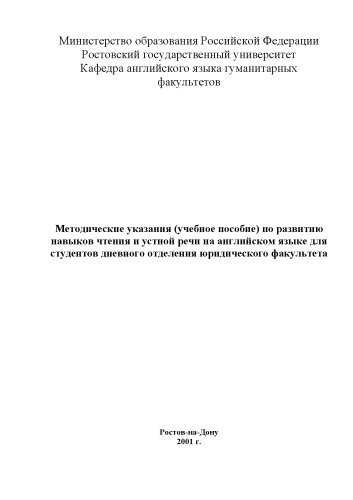 Министерство образования Российской Федерации
Ростовский государственный университет
Кафедра английского языка гуманитарных
факультетов
Методические указания (учебное пособие) по развитию
навыков чтения и устной речи на английском языке для
студентов дневного отделения юридического факультета
Ростов-на-Дону
2001 г.